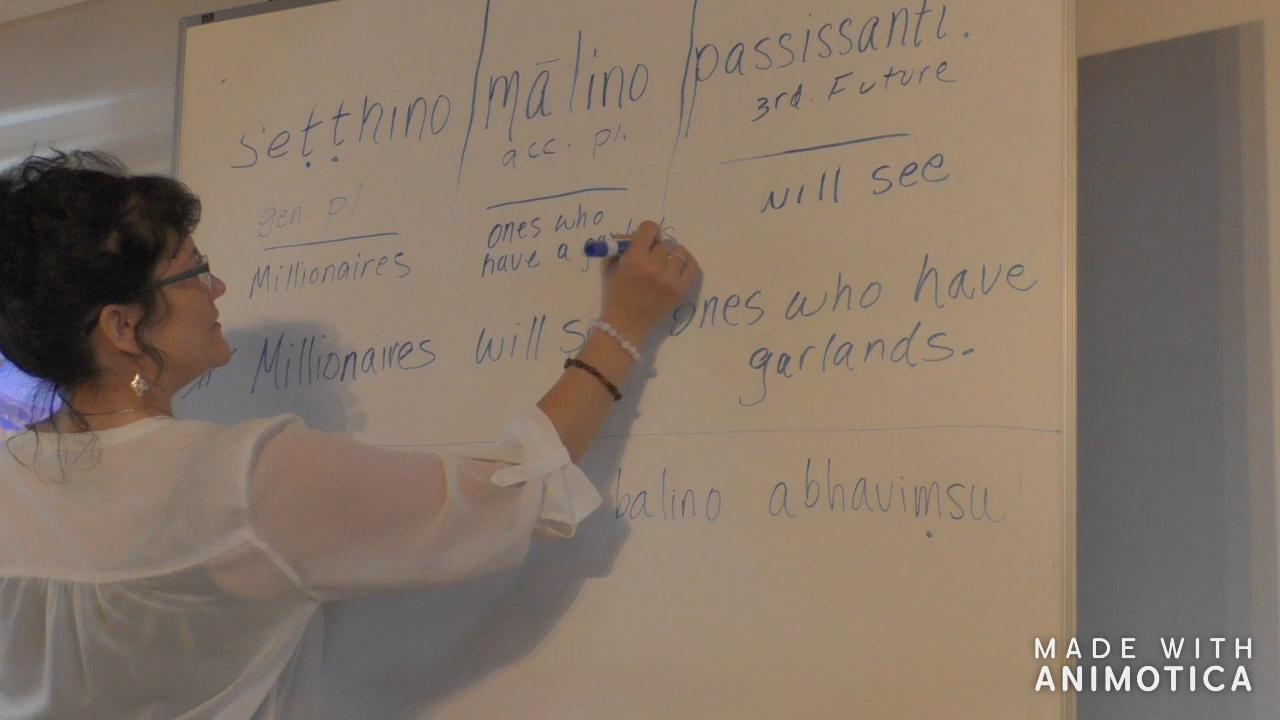 seṭṭhino mālino passissanti.
gen. pl acc. pl. 3rd. Future
Millionaires ones who have a will see
Millionaires will ones who have
garlands.
balino abhaviṃsu
MADE WITH
ANIMOTICA